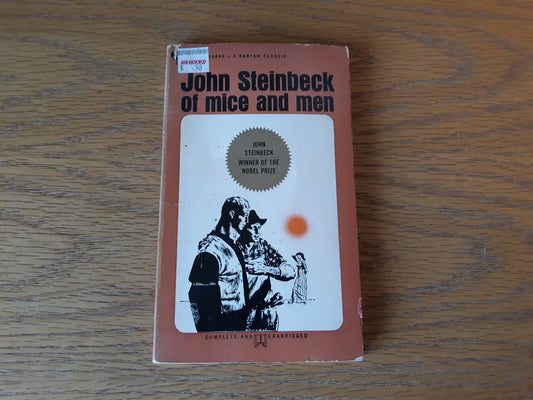 A BANTAM CLASSIC
John Steinbeck
of mice and men
JOHN
STEINBECK
WINNER OF THE
NOBEL PRIZE
COMPLETE AND UNABRIDGED